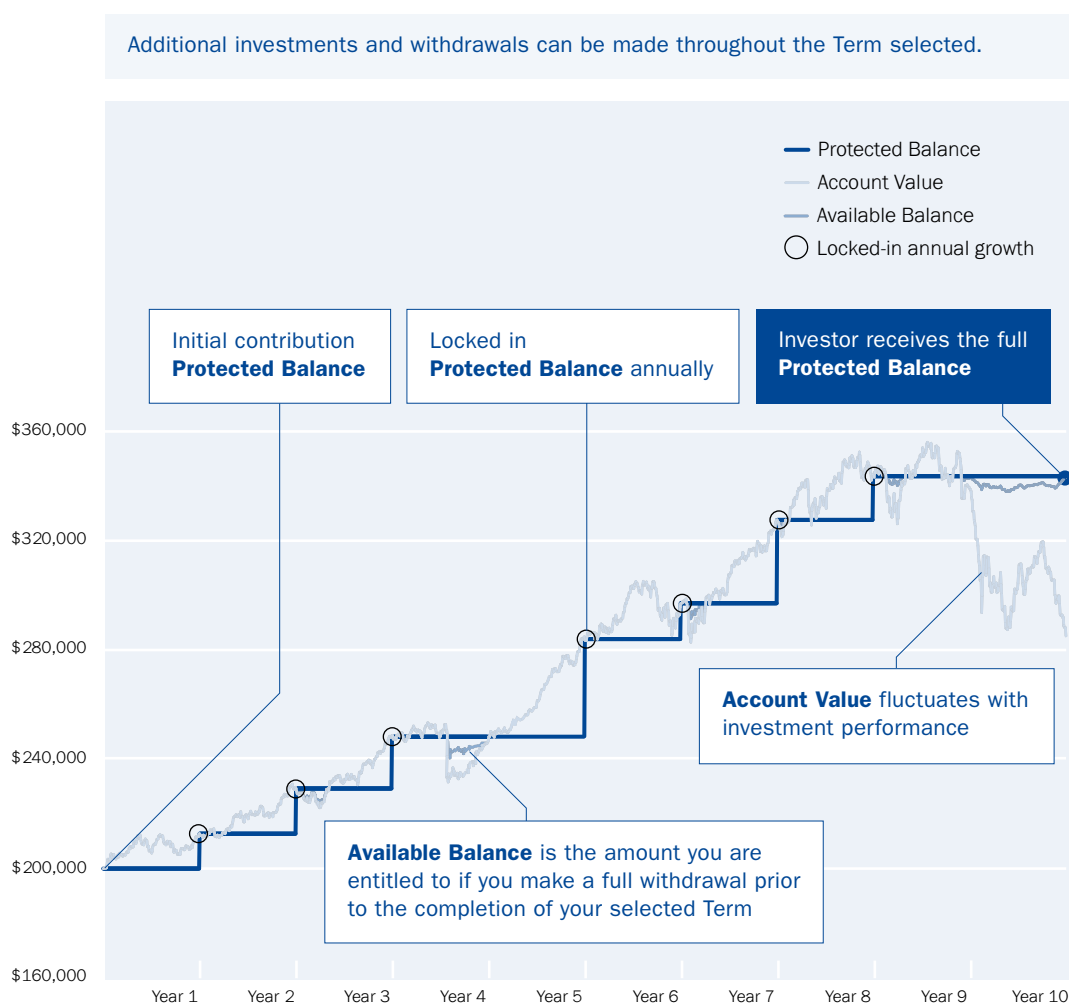 Additional investments and withdrawals can be made throughout the Term selected.
Protected Balance
Account Value
Available Balance
Locked-in annual growth
Initial contribution
Protected Balance
Locked in
Protected Balance annually
Investor receives the full
Protected Balance
$360,000
$320,000
$280,000
$240,000
$200,000
$160,000
Account Value fluctuates with
investment performance
Available Balance is the amount you are
entitled to if you make a full withdrawal prior
to the completion of your selected Term
Year 1 Year 2 Year 3 Year 4 Year 5 Year 6 Year 7 Year 8 Year 9 Year 10